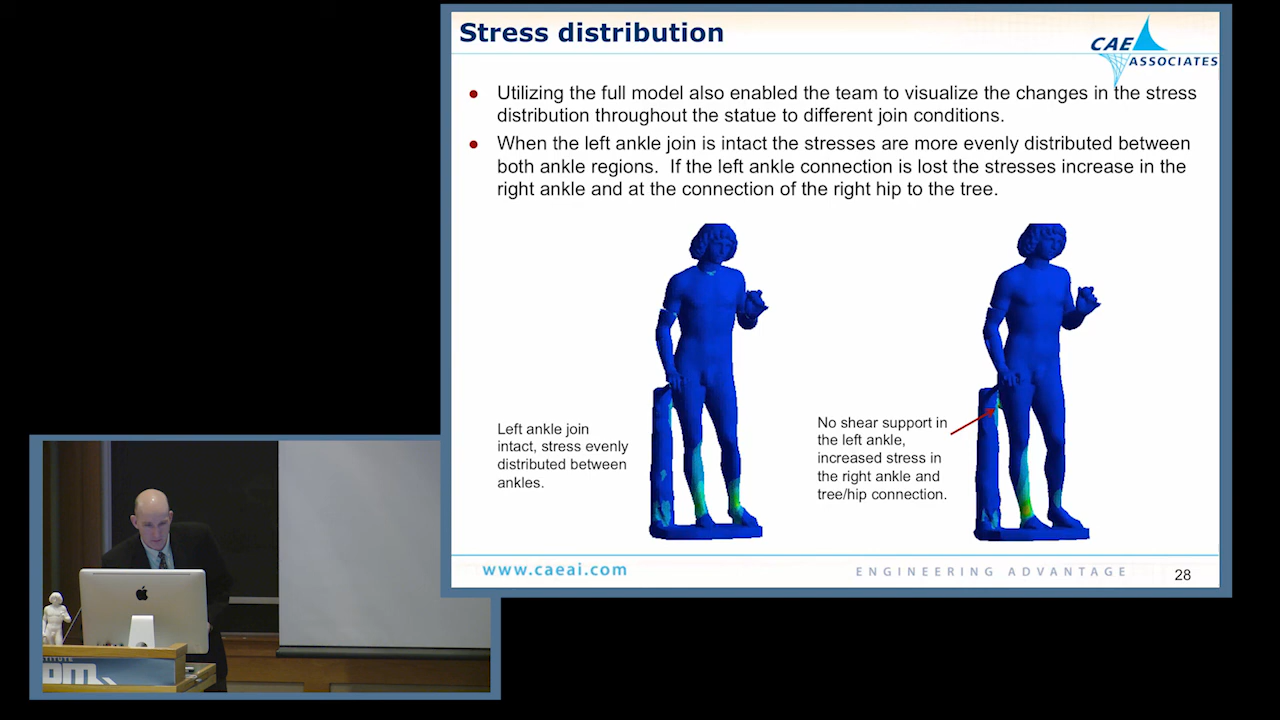 Stress distribution
CAE
ASSOCIATES
Utilizing the full model also enabled the team to visualize the changes in the stress
distribution throughout the statue to different join conditions.
When the left ankle join is intact the stresses are more evenly distributed between
both ankle regions.  If the left ankle connection is lost the stresses increase in the
right ankle and at the connection of the right hip to the tree.
Left ankle join
intact, stress evenly
distributed between
ankles.
No shear support in
the left ankle,
increased stress in
the right ankle and
tree/hip connection.
www.caeai.com
ENGINEERING ADVANTAGE
28